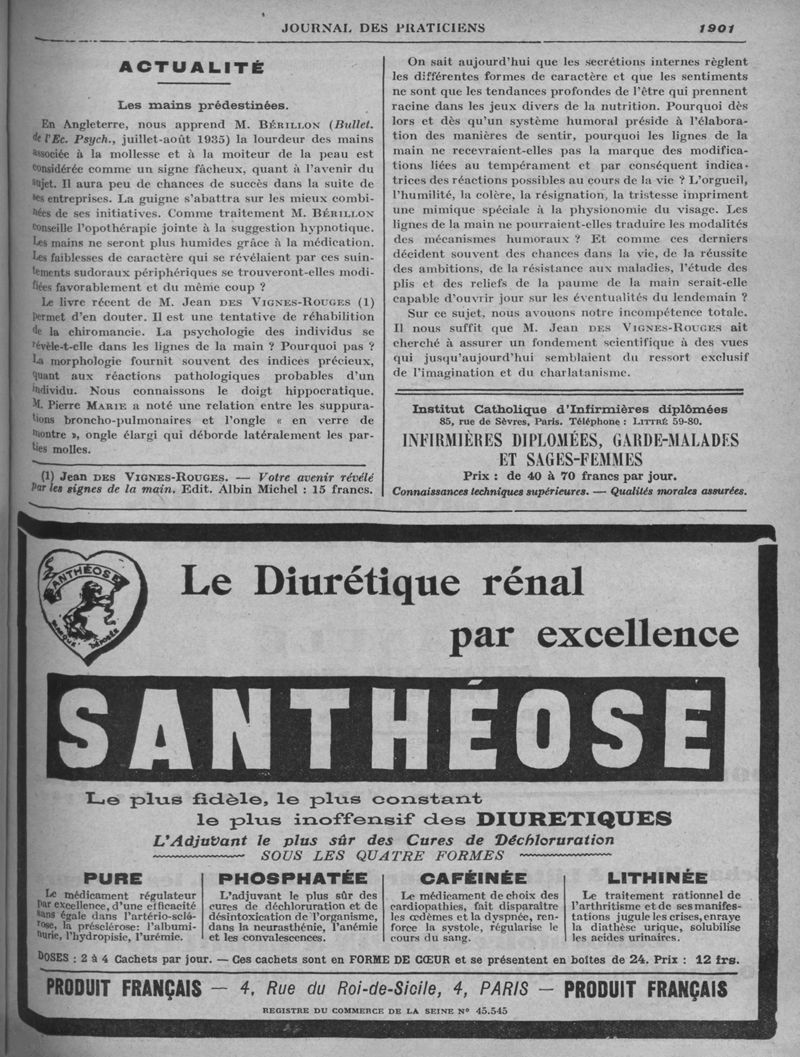 JOURNAL DES PRATICIENS 1901
ACTUALITÉ
Les mains prédestinées.
En Angleterre, nous apprend M. BÉRILLON (Bullet.
de l'Ec. Psych., juillet-août 1935) la lourdeur des mains
associée à la mollesse et à la moiteur de la peau est
considérée comme un signe fâcheux, quant à l'avenir du
sujet. Il aura peu de chances de succès dans la suite de
ses entreprises. La guigne s'abattra sur les mieux combi-
nées de ses initiatives. Comme traitement M. BÉRILLON
conseille l'opothérapie jointe à la suggestion hypnotique.
Les mains ne seront plus humides grâce à la médication.
Les faiblesses de caractère qui se révélaient par ces suin-
tements sudoraux périphériques se trouveront-elles modi-
fiées favorablement et du même coup ?
Le livre récent de M. Jean DES VIGNES-ROUGES (1)
permet d'en douter. Il est une tentative de réhabilition
de la chiromancie. La psychologie des individus se
révèle-t-elle dans les lignes de la main ? Pourquoi pas ?
La morphologie fournit souvent des indices précieux,
quant aux réactions pathologiques probables d'un
individu. Nous connaissons le doigt hippocratique.
M. Pierre MARIE a noté une relation entre les suppura-
tions broncho-pulmonaires et l'ongle « en verre de
montre », ongle élargi qui déborde latéralement les par-
ties molles.
(1) Jean DES VIGNES-ROUGES. — Votre avenir révélé
par les signes de la main. Edit. Albin Michel : 15 francs.
On sait aujourd'hui que les secrétions internes règlent
les différentes formes de caractère et que les sentiments
ne sont que les tendances profondes de l'être qui prennent
racine dans les jeux divers de la nutrition. Pourquoi dès
lors et dès qu'un système humoral préside à l'élabora-
tion des manières de sentir, pourquoi les lignes de la
main ne recevraient-elles pas la marque des modifica-
tions liées au tempérament et par conséquent indica-
trices des réactions possibles au cours de la vie ? L'orgueil,
l'humilité, la colère, la résignation, la tristesse impriment
une mimique spéciale à la physionomie du visage. Les
lignes de la main ne pourraient-elles traduire les modalités
des mécanismes humoraux ? Et comme ces derniers
décident souvent des chances dans la vie, de la réussite
des ambitions, de la résistance aux maladies, l'étude des
plis et des reliefs de la paume de la main serait-elle
capable d'ouvrir jour sur les éventualités du lendemain ?
Sur ce sujet, nous avouons notre incompétence totale.
Il nous suffit que M. Jean DES VIGNES-ROUGES ait
cherché à assurer un fondement scientifique à des vues
qui jusqu'aujourd'hui semblaient du ressort exclusif
de l'imagination et du charlatanisme.
Institut Catholique d'Infirmières diplômées
85, rue de Sèvres, Paris. Téléphone : LITTRÉ 59-80.
INFIRMIÈRES DIPLOMÉES, GARDE-MALADES
ET SAGES-FEMMES
Prix : de 40 à 70 francs par jour.
Connaissances techniques supérieures. — Qualités morales assurées.
SANTHÉOSE
MARQUE DÉPOSÉE
Le Diurétique rénal
par excellence
SANTHÉOSE
Le plus fidèle, le plus constant
le plus inoffensif des DIURETIQUES
L'Adjuvant le plus sûr des Cures de Déchloruration
SOUS LES QUATRE FORMES
PURE
Le médicament régulateur
par excellence, d'une efficacité
sans égale dans l'artério-sclé-
rose, la présclérose: l'albumi-
nurie, l'hydropisie, l'urémie.
PHOSPHATÉE
L'adjuvant le plus sûr des
cures de déchloruration et de
désintoxication de l'organisme,
dans la neurasthénie, l'anémie
et les convalescences.
CAFÉINÉE
Le médicament de choix des
cardiopathies, fait disparaître
les œdèmes et la dyspnée, ren-
force la systole, régularise le
cours du sang.
LITHINÉE
Le traitement rationnel de
l'arthritisme et de ses manifes-
tations jugule les crises, enraye
la diathèse urique, solubilise
les acides urinaires.
DOSES : 2 à 4 Cachets par jour. — Ces cachets sont en FORME DE CŒUR et se présentent en boîtes de 24. Prix : 12 frs.
PRODUIT FRANÇAIS — 4, Rue du Roi-de-Sicile, 4, PARIS — PRODUIT FRANÇAIS
REGISTRE DU COMMERCE DE LA SEINE N° 45.545